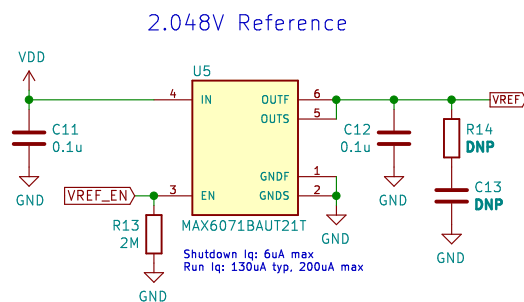 2.048V Reference
VDD
U5
4
IN
OUTF
6
VREF
OUTS
5
C11
0.1u
C12
0.1u
R14
DNP
GNDF
1
VREF_EN
3
EN
GNDS
2
C13
DNP
GND
R13
2M
MAX6071BAUT21T
GND
GND
Shutdown Iq: 6uA max
Run Iq: 130uA typ, 200uA max
GND
GND